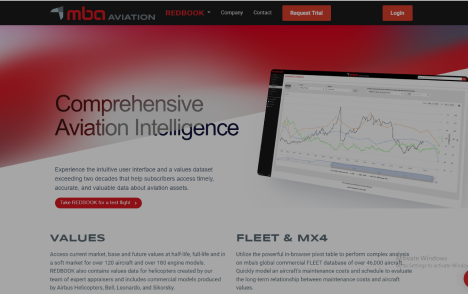 mba AVIATION REDBOOK Company Contact Request Trial Login
Comprehensive
Aviation Intelligence
Experience the intuitive user interface and a values dataset
exceeding two decades that help subscribers access timely,
accurate, and valuable data about aviation assets.
Take REDBOOK for a test flight
VALUES
Access current market, base and future values at half-life, full-life and in
a soft market for over 120 aircraft and over 180 engine models.
REDBOOK also contains values data for helicopters created by our
team of expert appraisers and includes commercial models produced
by Airbus Helicopters, Bell, Leonardo, and Sikorsky.
FLEET & MX4
Utilize the powerful in-browser pivot table to perform complex analysis
on mba's global commercial FLEET database of over 46,000 aircraft.
Quickly model an aircraft's maintenance costs and schedule to evaluate
the long-term relationship between maintenance costs and aircraft
values.
Activate Windows
Go to Settings to activate Windows